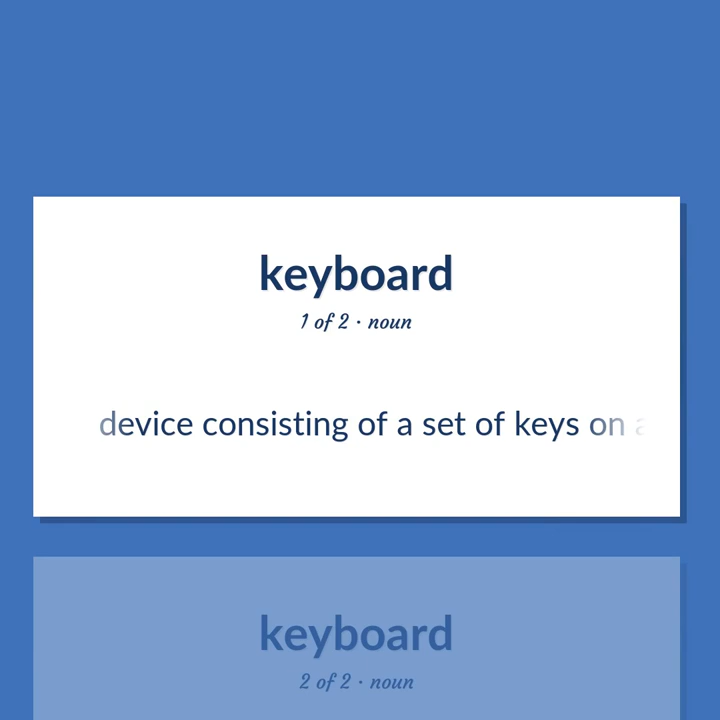 keyboard
1 of 2 · noun
device consisting of a set of keys on a
keyboard
2 of 2 · noun